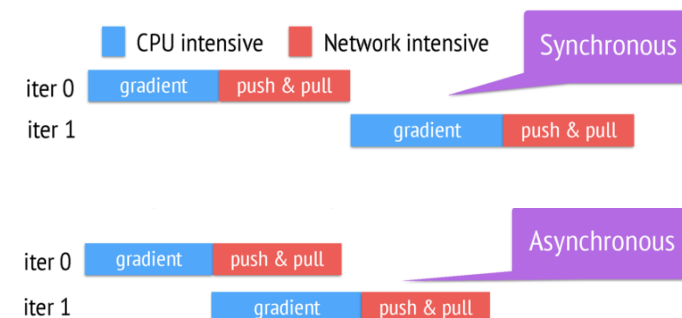 CPU intensive Network intensive
Synchronous
iter 0 gradient push & pull
iter 1 gradient push & pull
Asynchronous
iter 0 gradient push & pull
iter 1 gradient push & pull